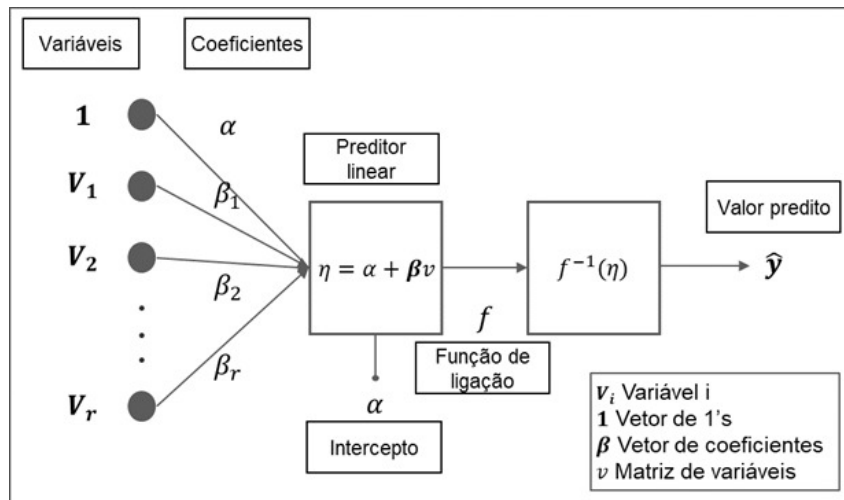 Variáveis
Coeficientes
1
α
Preditor
linear
V₁
β₁
Valor predito
V₂
β₂
η = α + βv
f⁻¹(η)
ŷ
f
Função de
ligação
βᵣ
Vᵣ
α
Intercepto
Vᵢ Variável i
1 Vetor de 1's
β Vetor de coeficientes
v Matriz de variáveis